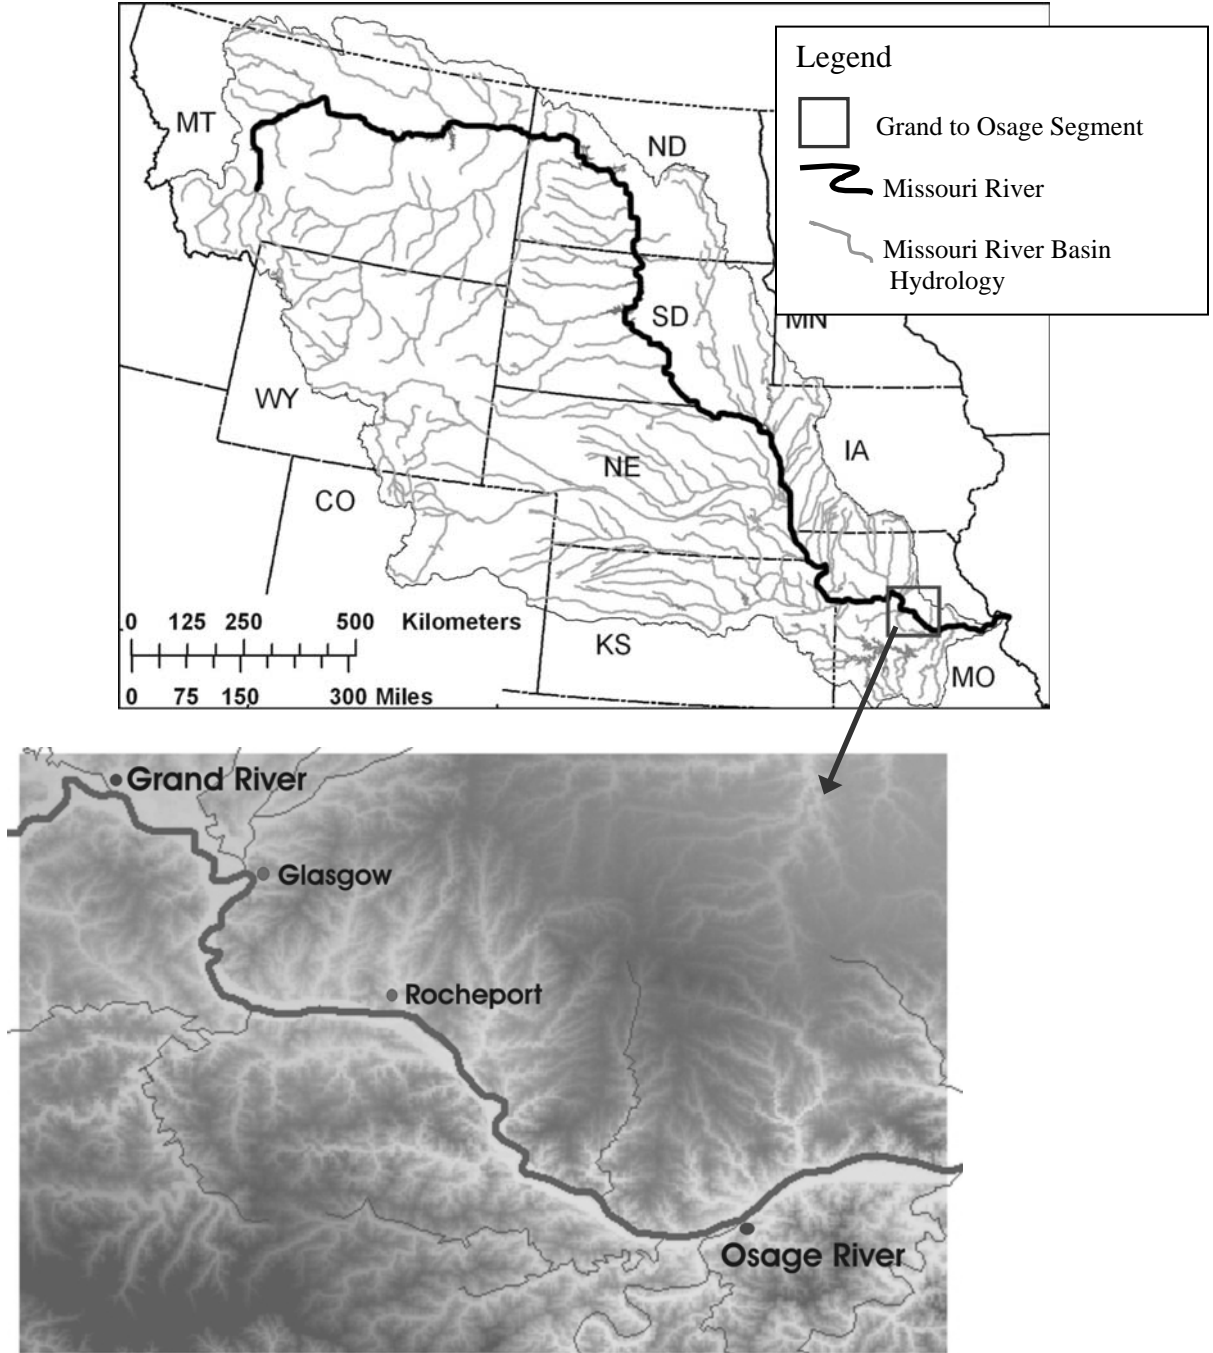 Legend
Grand to Osage Segment
Missouri River
Missouri River Basin
Hydrology
MT
ND
SD
MN
WY
NE
IA
CO
KS
MO
0 125 250 500 Kilometers
0 75 150 300 Miles
Grand River
Glasgow
Rocheport
Osage River